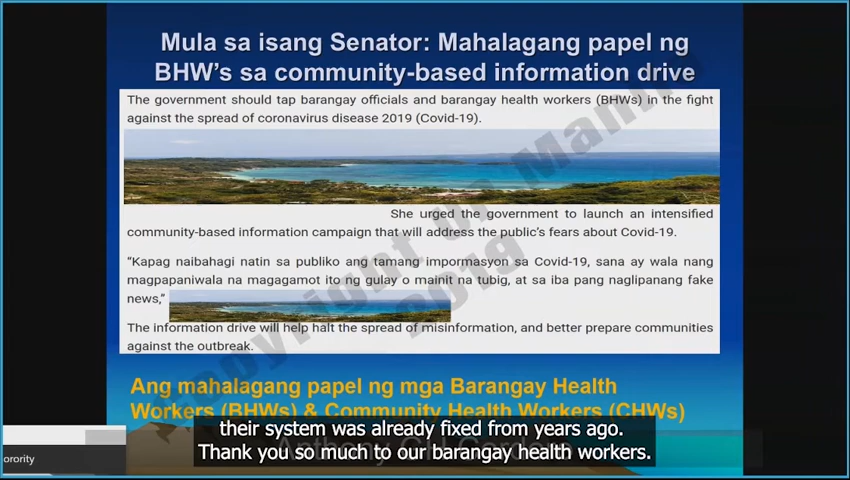 Mula sa isang Senator: Mahalagang papel ng
BHW's sa community-based information drive
The government should tap barangay officials and barangay health workers (BHWs) in the fight
against the spread of coronavirus disease 2019 (Covid-19).
She urged the government to launch an intensified
community-based information campaign that will address the public's fears about Covid-19.
“Kapag naibahagi natin sa publiko ang tamang impormasyon sa Covid-19, sana ay wala nang
magpapaniwala na magagamot ito ng gulay o mainit na tubig, at sa iba pang naglipanang fake
news,”
The information drive will help halt the spread of misinformation, and better prepare communities
against the outbreak.
Ang mahalagang papel ng mga Barangay Health
Workers (BHWs) & Community Health Workers (CHWs)
their system was already fixed from years ago.
Thank you so much to our barangay health workers.
ority
2019